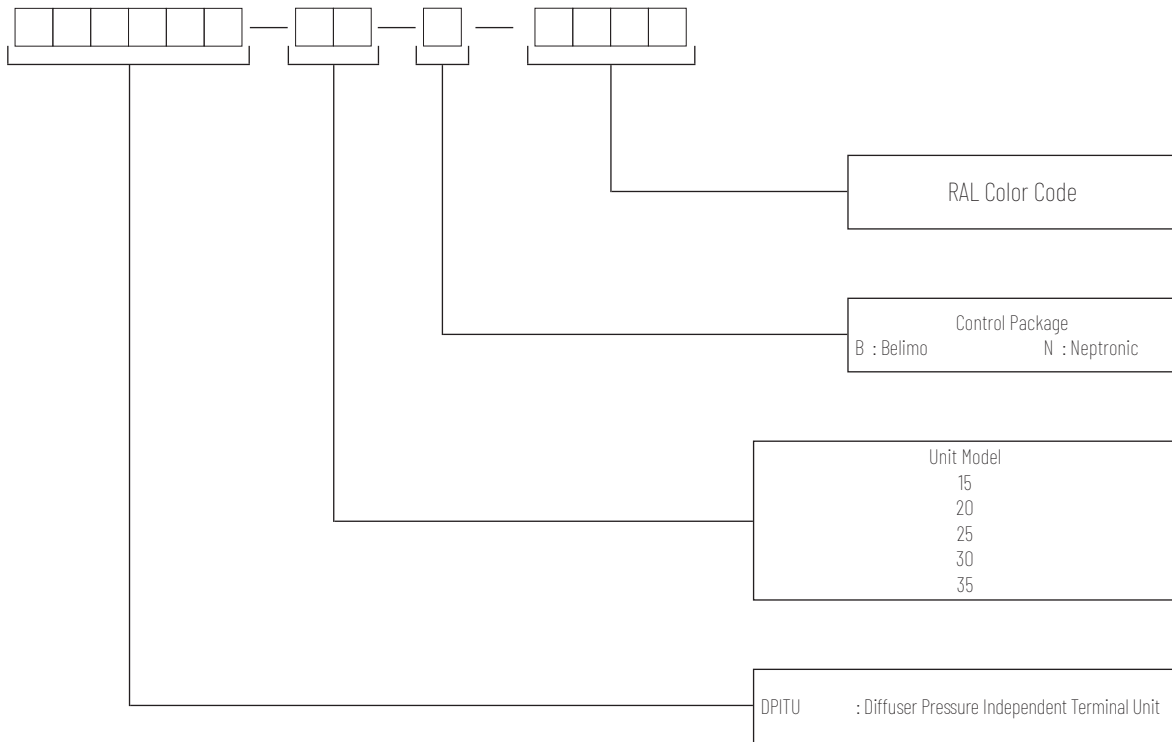 RAL Color Code
Control Package
B : Belimo N : Neptronic
Unit Model
15
20
25
30
35
DPITU : Diffuser Pressure Independent Terminal Unit